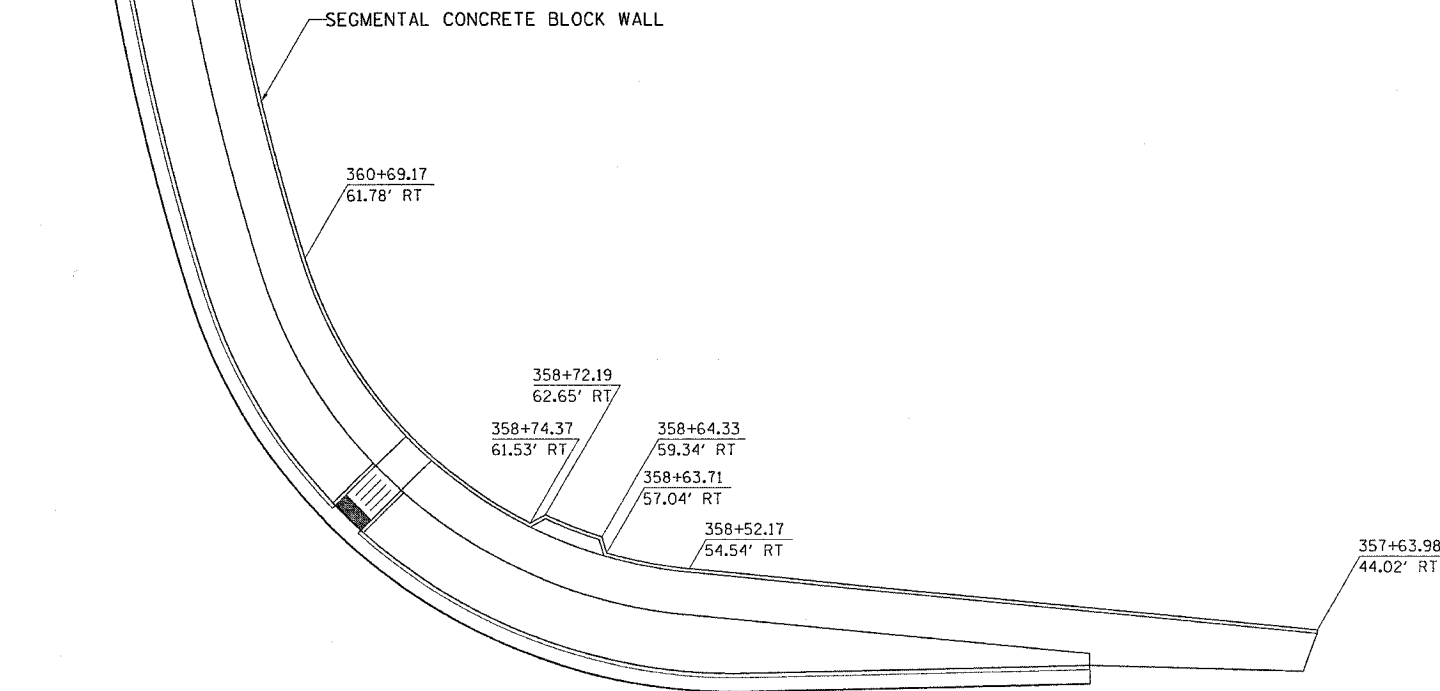 SEGMENTAL CONCRETE BLOCK WALL
360+69.17
61.78' RT
358+72.19
62.65' RT
358+74.37
61.53' RT
358+64.33
59.34' RT
358+63.71
57.04' RT
358+52.17
54.54' RT
357+63.98
44.02' RT